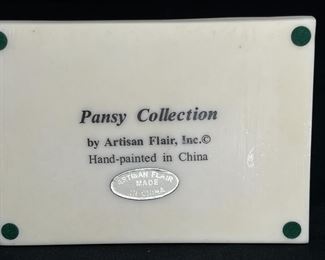 Pansy Collection
by Artisan Flair, Inc.©
Hand-painted in China
ARTISAN FLAIR
MADE
IN CHINA